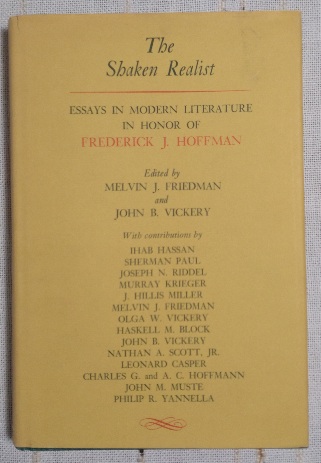 The
Shaken Realist
ESSAYS IN MODERN LITERATURE
IN HONOR OF
FREDERICK J. HOFFMAN
Edited by
MELVIN J. FRIEDMAN
and
JOHN B. VICKERY
With contributions by
IHAB HASSAN
SHERMAN PAUL
JOSEPH N. RIDDEL
MURRAY KRIEGER
J. HILLIS MILLER
MELVIN J. FRIEDMAN
OLGA W. VICKERY
HASKELL M. BLOCK
JOHN B. VICKERY
NATHAN A. SCOTT, JR.
LEONARD CASPER
CHARLES G. and A. C. HOFFMANN
JOHN M. MUSTE
PHILIP R. YANNELLA